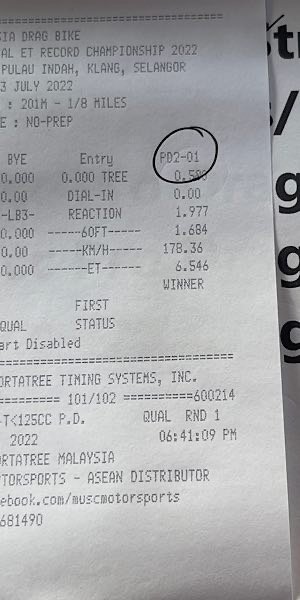 SIA DRAG BIKE
AL ET RECORD CHAMPIONSHIP 2022
PULAU INDAH, KLANG, SELANGOR
3 JULY 2022
: 201M - 1/8 MILES
E : NO-PREP
BYE Entry PD2-01
0.000 0.000 TREE 0.500
0.00 DIAL-IN 0.00
-LB3- REACTION 1.977
0.000 ------60FT----- 1.684
0.00 ------KM/H----- 178.36
0.000 -------ET------ 6.546
WINNER
FIRST
QUAL STATUS
art Disabled
ORTATREE TIMING SYSTEMS, INC.
========= 101/102 ==========600214
-T<125CC P.D. QUAL RND 1
2022 06:41:09 PM
RTATREE MALAYSIA
TORSPORTS - ASEAN DISTRIBUTOR
ebook.com/muscmotorsports
681490